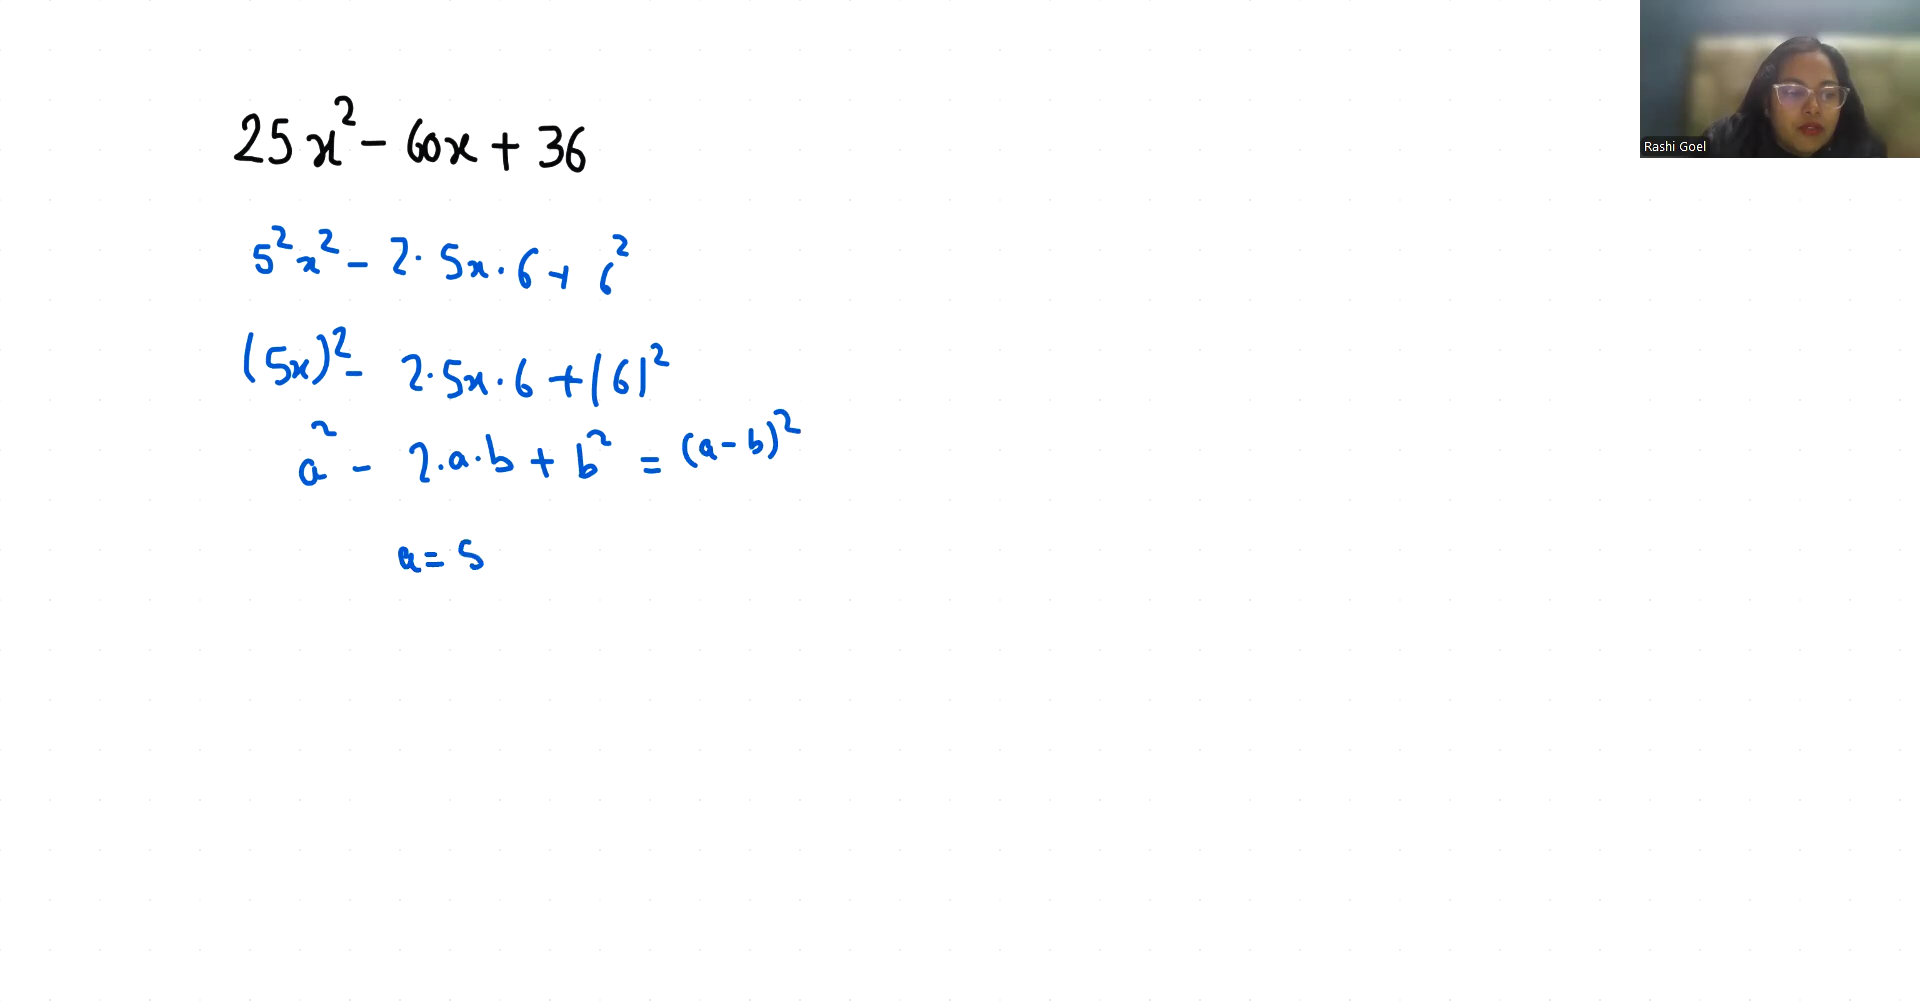 25x² - 60x + 36
Rashi Goel
5²x² - 2· 5x·6 + 6²
(5x)² - 2·5x·6 + (6)²
a² - 2·a·b + b² = (a-b)²
a = 5